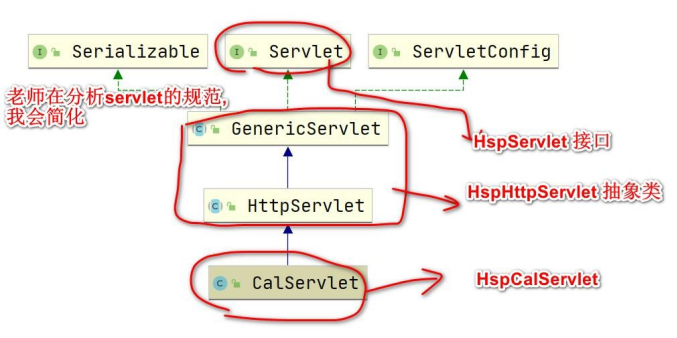 Serializable
Servlet
ServletConfig
老师在分析servlet的规范,
我会简化
GenericServlet
HspServlet 接口
HttpServlet
HspHttpServlet 抽象类
CalServlet
HspCalServlet